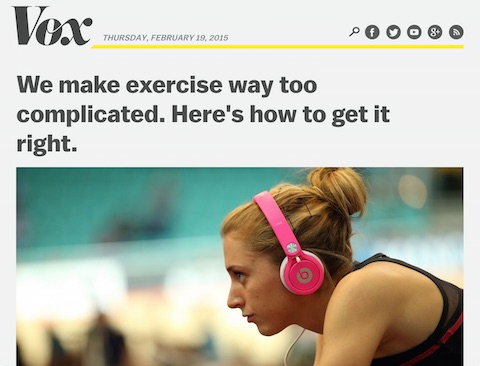 Vox
THURSDAY, FEBRUARY 19, 2015
We make exercise way too
complicated. Here's how to get it
right.